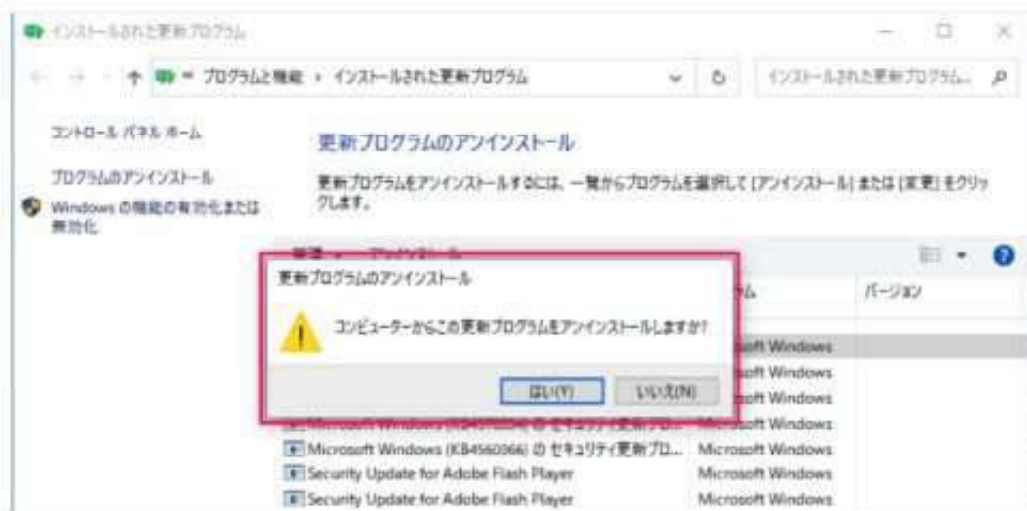 インストールされた更新プログラム
プログラムと機能 › インストールされた更新プログラム
インストールされた更新プログラム...
コントロール パネル ホーム
プログラムのアンインストール
Windows の機能の有効化または
無効化
更新プログラムのアンインストール
更新プログラムをアンインストールするには、一覧からプログラムを選択して [アンインストール] または [変更] をクリッ
クします。
更新プログラムのアンインストール
コンピューターからこの更新プログラムをアンインストールしますか?
はい(Y)
いいえ(N)
バージョン
Microsoft Windows
Microsoft Windows (KB4560366) の セキュリティ更新プロ... Microsoft Windows
Security Update for Adobe Flash Player Microsoft Windows
Security Update for Adobe Flash Player Microsoft Windows